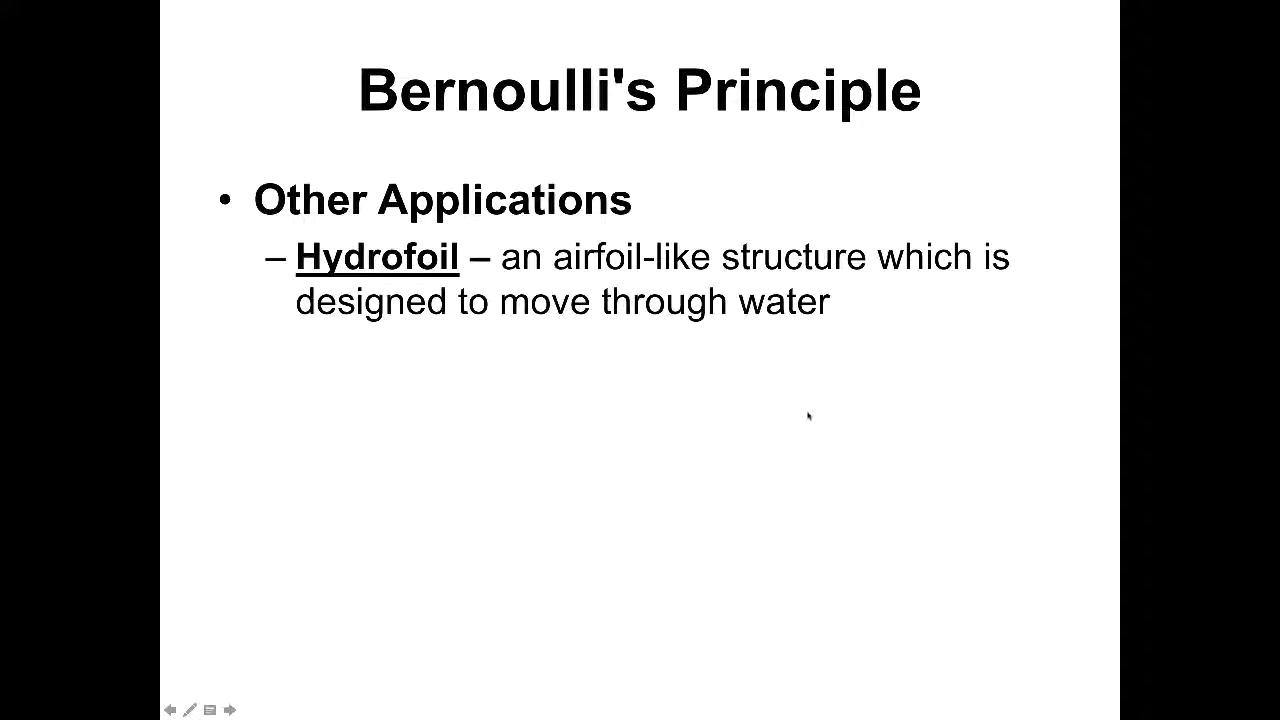 Bernoulli's Principle
• Other Applications
– Hydrofoil – an airfoil-like structure which is
designed to move through water